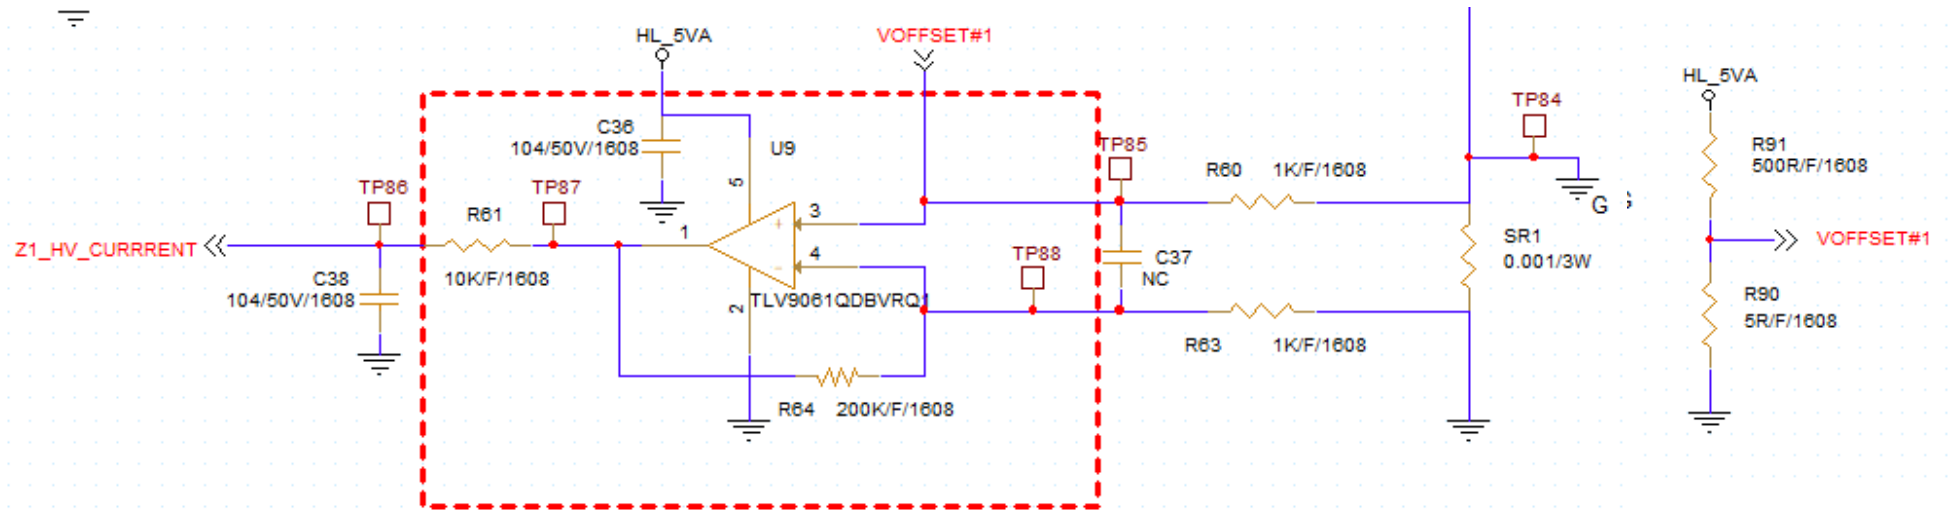 HL_5VA
VOFFSET#1
HL_5VA
TP84
C36
104/50V/1608
U9
TP85
R60
1K/F/1608
R91
500R/F/1608
5
TP86
TP87
R61
3
+
G
1
SR1
0.001/3W
VOFFSET#1
Z1_HV_CURRRENT
4
-
TP88
C37
NC
10K/F/1608
C38
104/50V/1608
2
TLV9061QDBVRQ1
R90
5R/F/1608
R63
1K/F/1608
R64
200K/F/1608